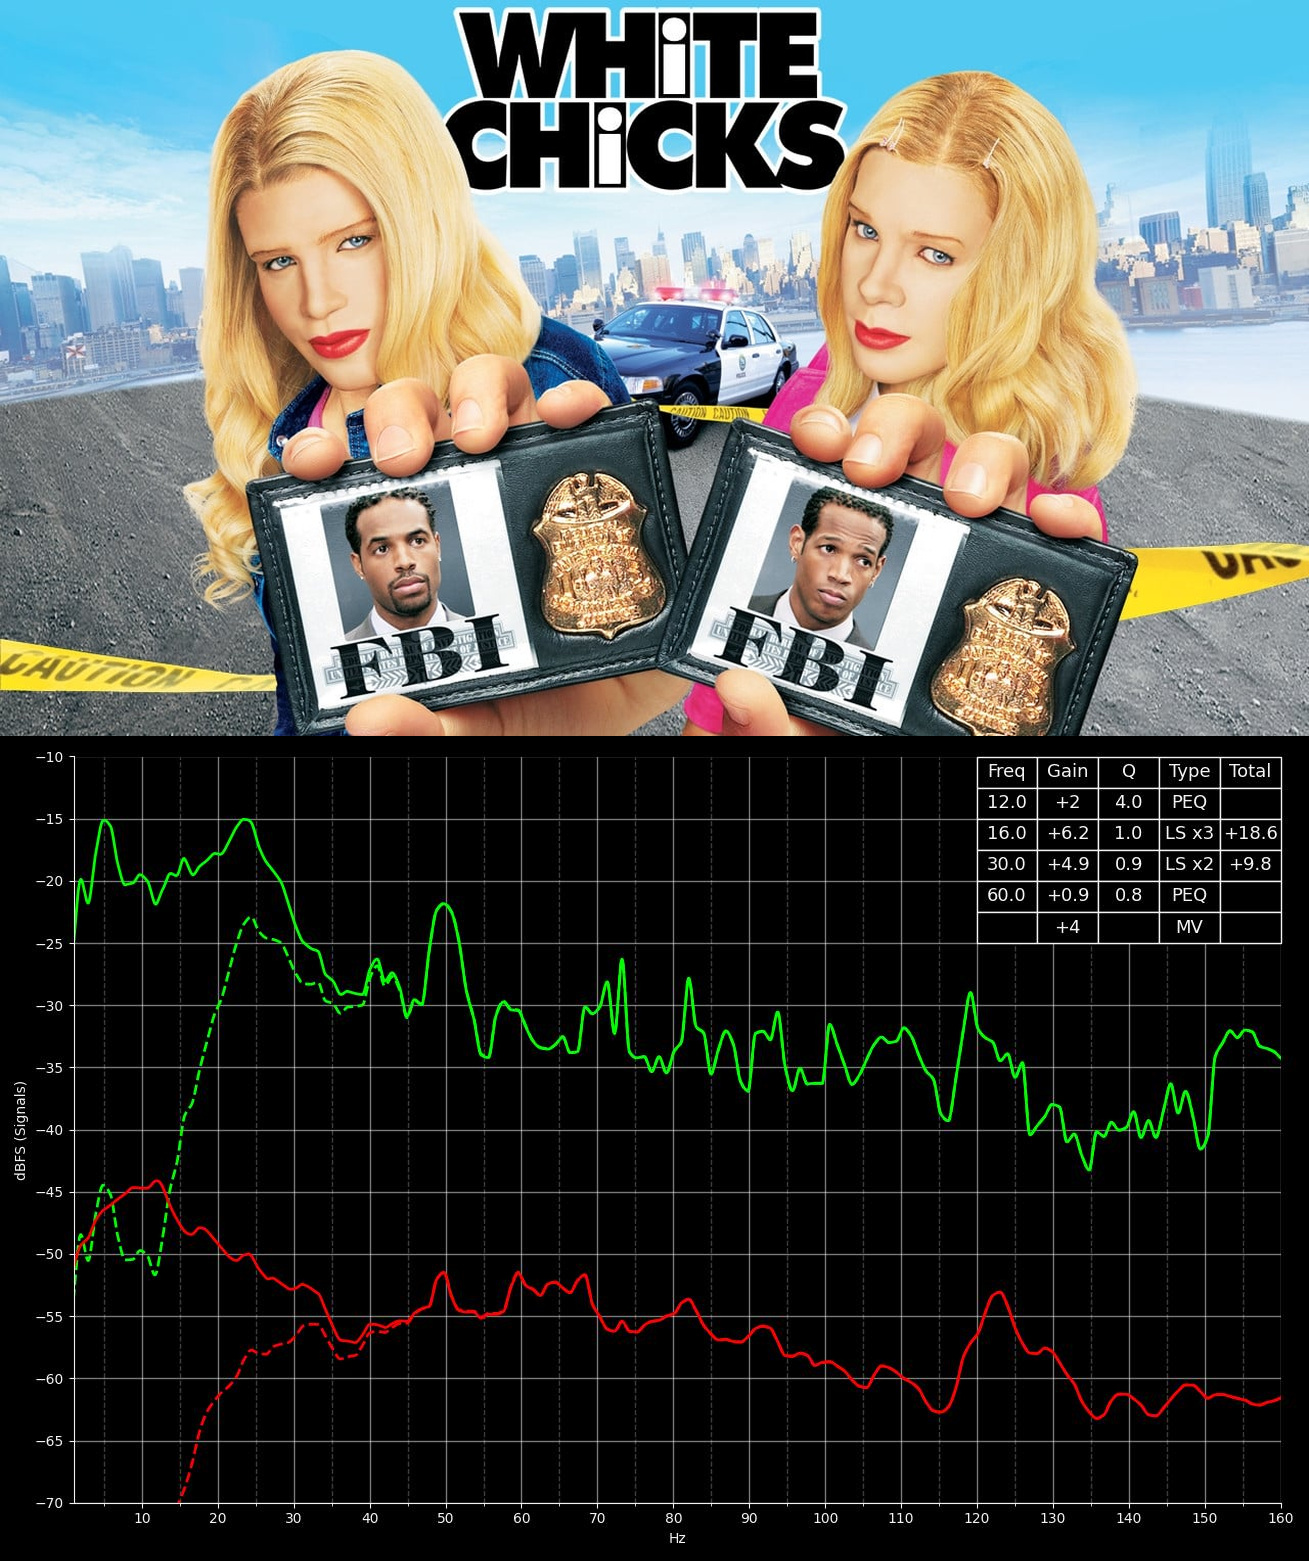 WHiTE
CHiCKS
CAUTION CAUTION
FBI
FBI
CAUTION
Freq Gain Q Type Total
12.0 +2 4.0 PEQ
16.0 +6.2 1.0 LS x3 +18.6
30.0 +4.9 0.9 LS x2 +9.8
60.0 +0.9 0.8 PEQ
+4 MV
−10
−15
−20
−25
−30
−35
−40
−45
−50
−55
−60
−65
−70
dBFS (Signals)
10 20 30 40 50 60 70 80 90 100 110 120 130 140 150 160
Hz